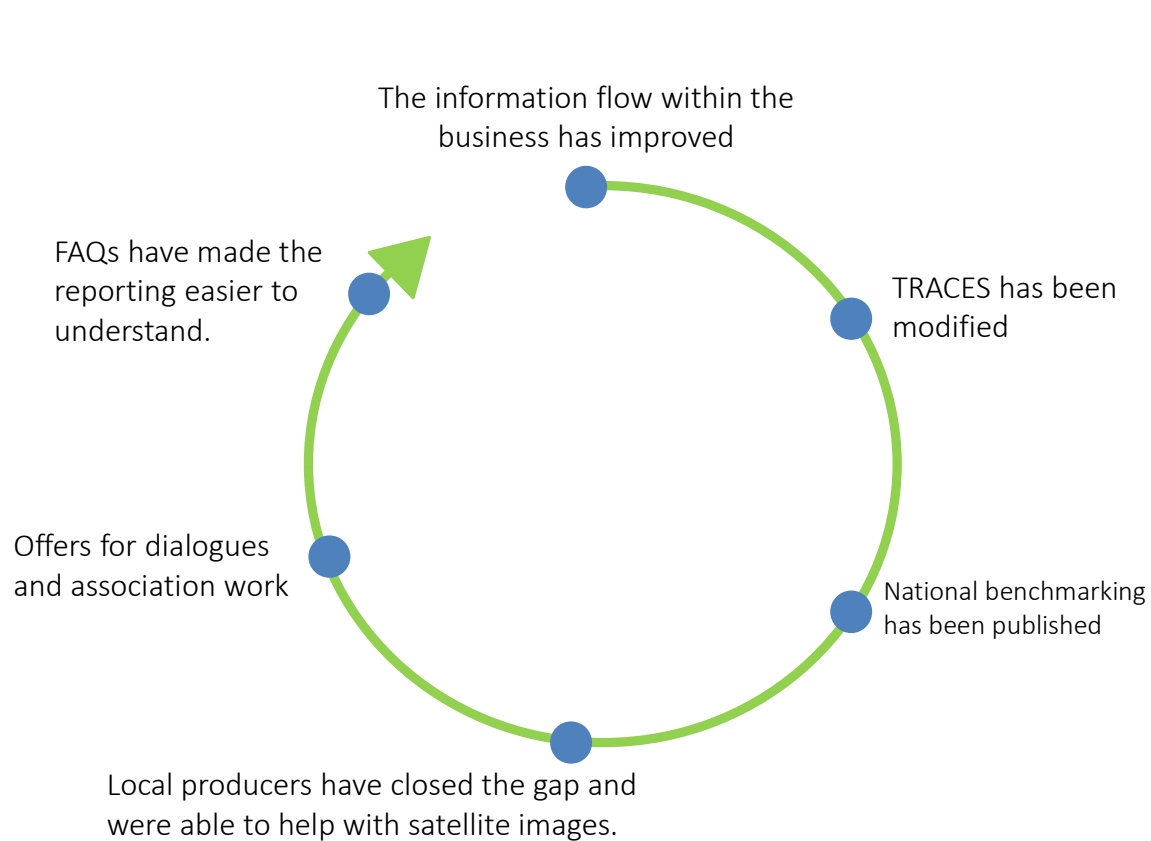 The information flow within the
business has improved
TRACES has been
modified
National benchmarking
has been published
Local producers have closed the gap and
were able to help with satellite images.
Offers for dialogues
and association work
FAQs have made the
reporting easier to
understand.